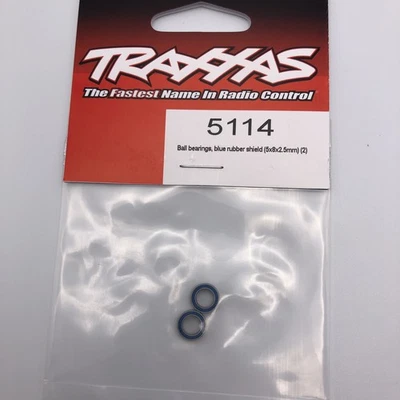 TRAXXAS
The Fastest Name In Radio Control
5114
Ball bearings, blue rubber shield (5x8x2.5mm) (2)